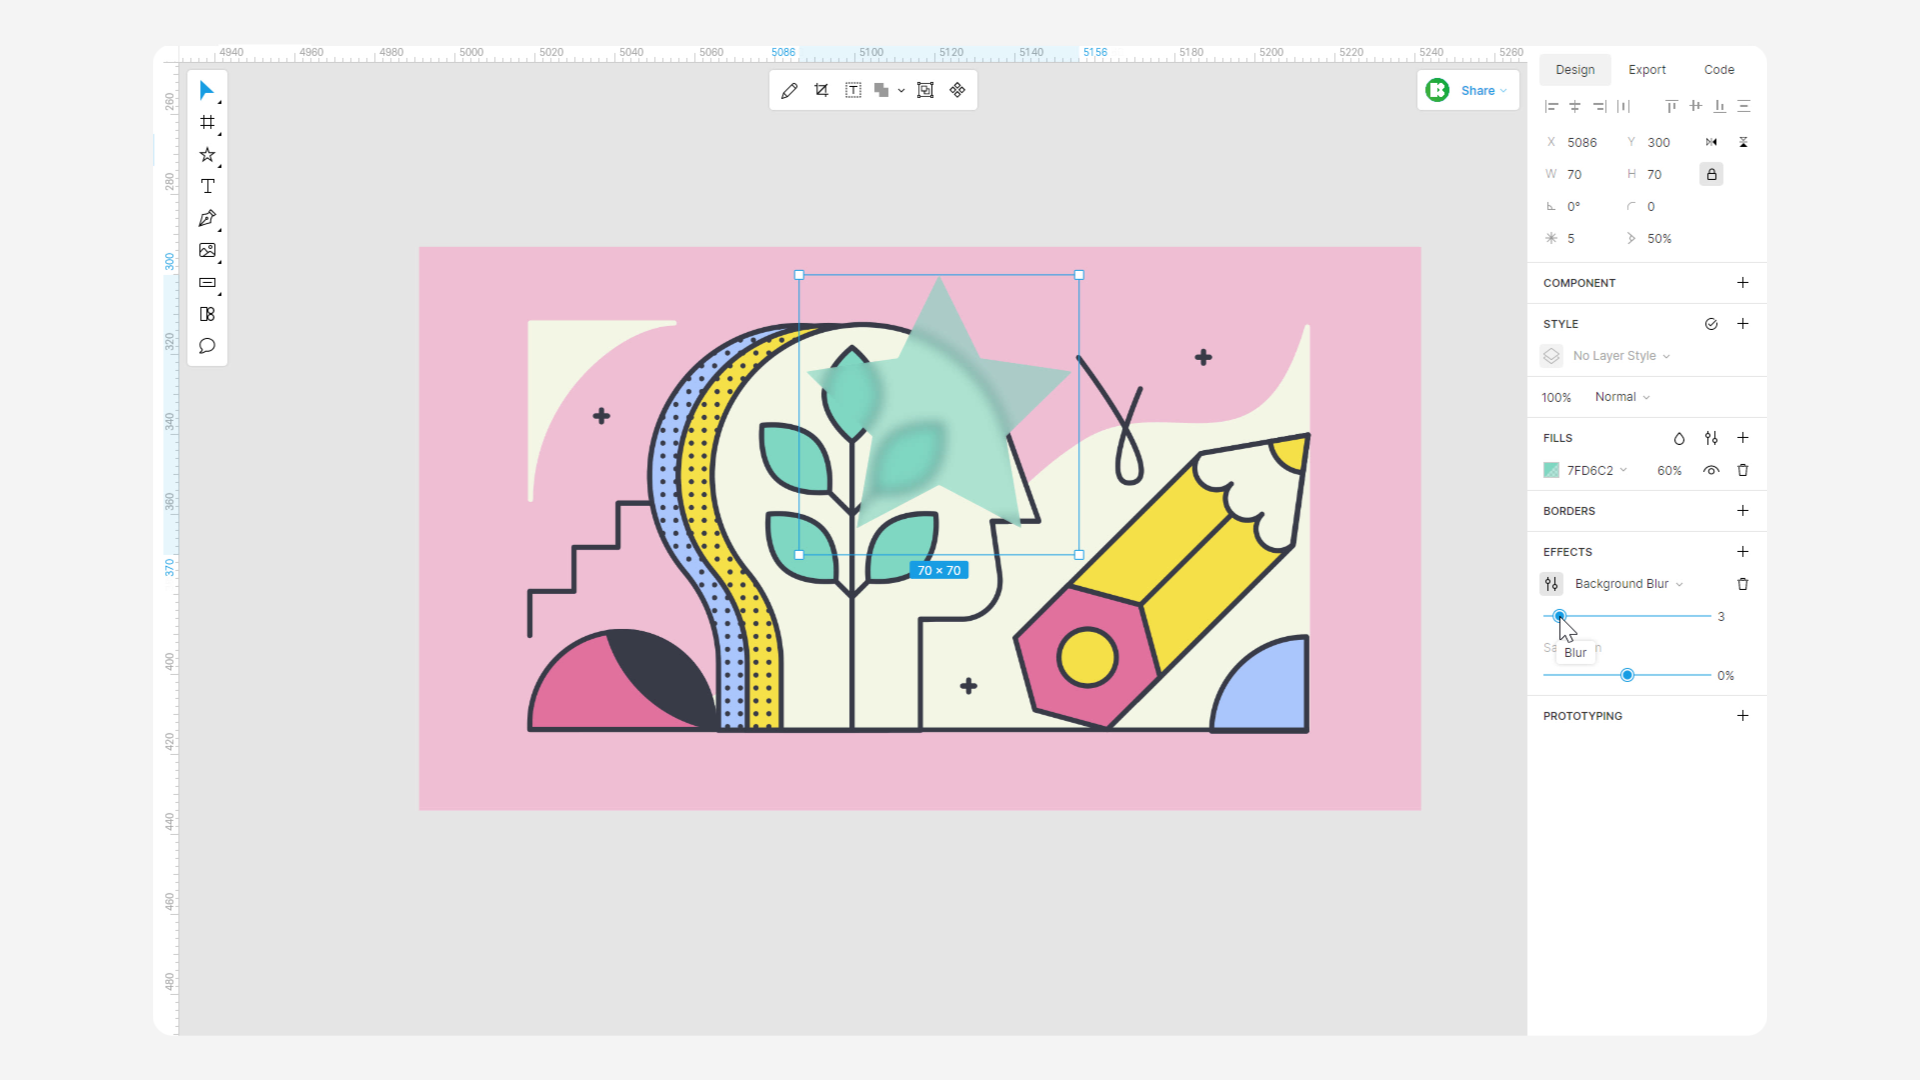 4940 4960 4980 5000 5020 5040 5060 5086 5100 5120 5140 5156 5180 5200 5220 5240 5260
260
280
300
320
340
380
370
400
420
440
460
480
T
T
Share
70 × 70
Design Export Code
X 5086 Y 300
W 70 H 70
0° 0
5 50%
COMPONENT
STYLE
No Layer Style
100% Normal
FILLS
7FD6C2 60%
BORDERS
EFFECTS
Background Blur
3
Blur
0%
PROTOTYPING